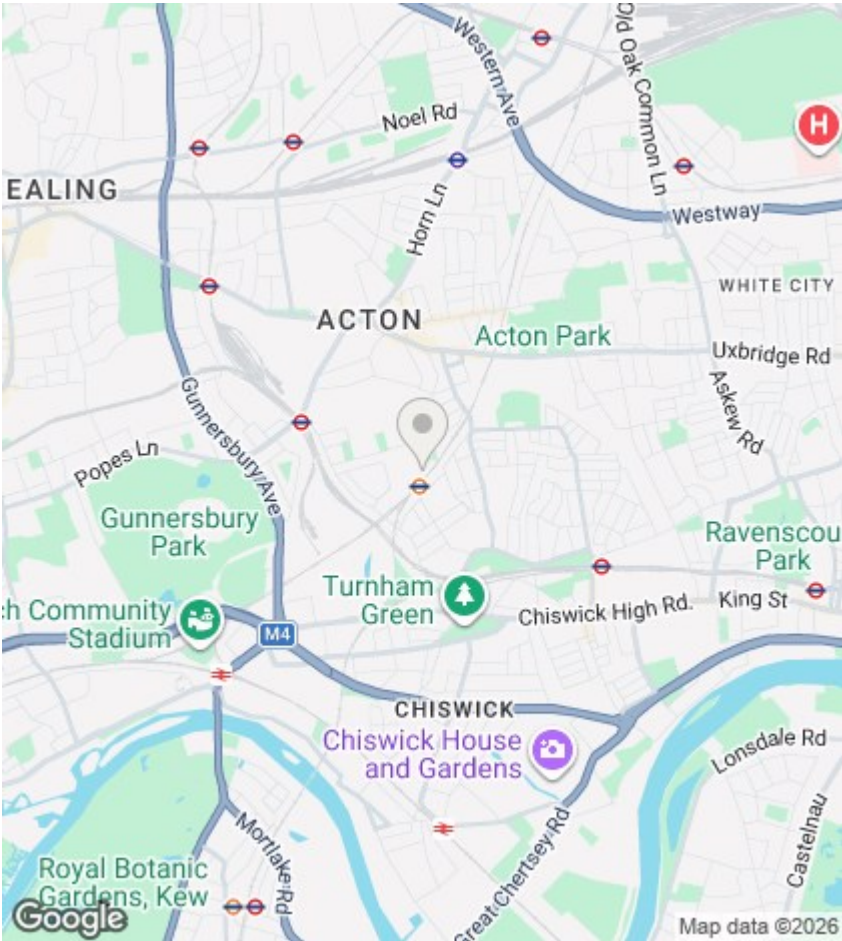 Western Ave
Old Oak Common Ln
Noel Rd
H
EALING
Horn Ln
Westway
WHITE CITY
ACTON
Acton Park
Uxbridge Rd
Askew Rd
Gunnersbury Ave
Popes Ln
Gunnersbury
Park
Ravenscou
Park
Turnham
Green
ch Community
Stadium
Chiswick High Rd.
King St
M4
CHISWICK
Chiswick House
and Gardens
Lonsdale Rd
Castelnau
Mortlake Rd
Great Chertsey Rd
Royal Botanic
Gardens, Kew
Google
Map data ©2026